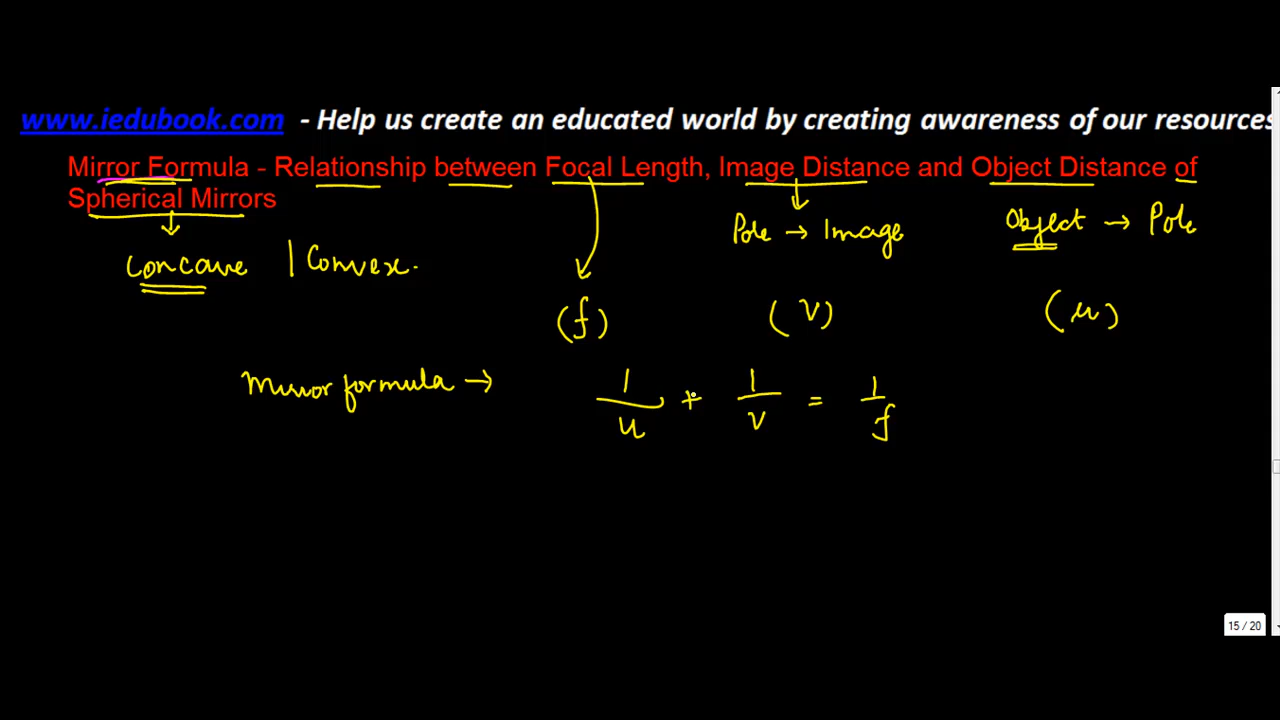 www.iedubook.com - Help us create an educated world by creating awareness of our resources
Mirror Formula - Relationship between Focal Length, Image Distance and Object Distance of
Spherical Mirrors
Pole → Image
Object → Pole
Concave | Convex.
(f)
(v)
(u)
Mirror formula → 1/u + 1/v = 1/f
15 / 20